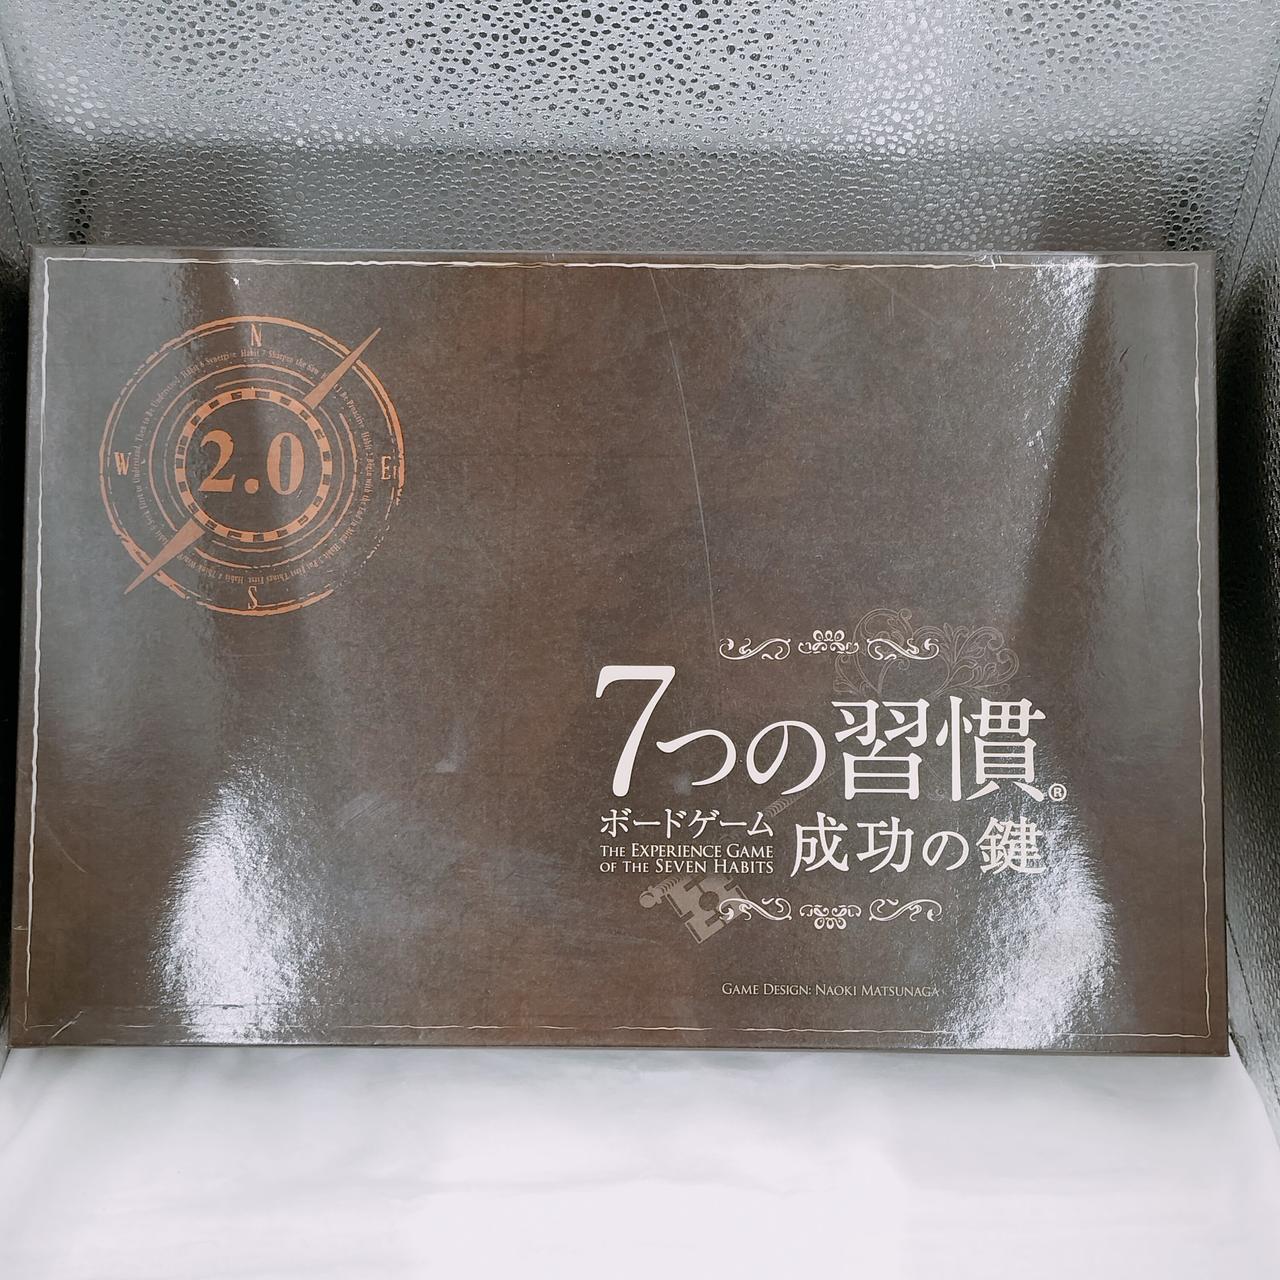 N
W
2.0
S
7つの習慣®
ボードゲーム
THE EXPERIENCE GAME
OF THE SEVEN HABITS
成功の鍵
GAME DESIGN: NAOKI MATSUNAGA